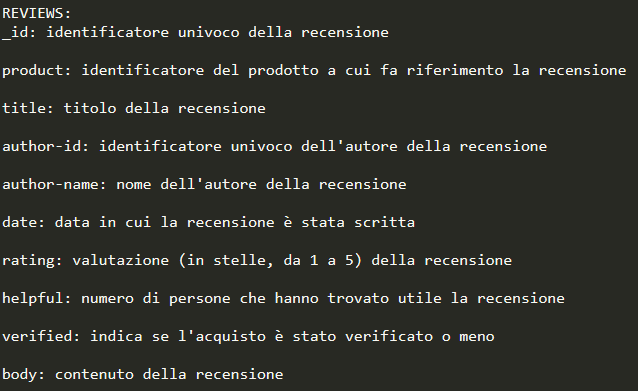 REVIEWS:
_id: identificatore univoco della recensione
product: identificatore del prodotto a cui fa riferimento la recensione
title: titolo della recensione
author-id: identificatore univoco dell'autore della recensione
author-name: nome dell'autore della recensione
date: data in cui la recensione è stata scritta
rating: valutazione (in stelle, da 1 a 5) della recensione
helpful: numero di persone che hanno trovato utile la recensione
verified: indica se l'acquisto è stato verificato o meno
body: contenuto della recensione